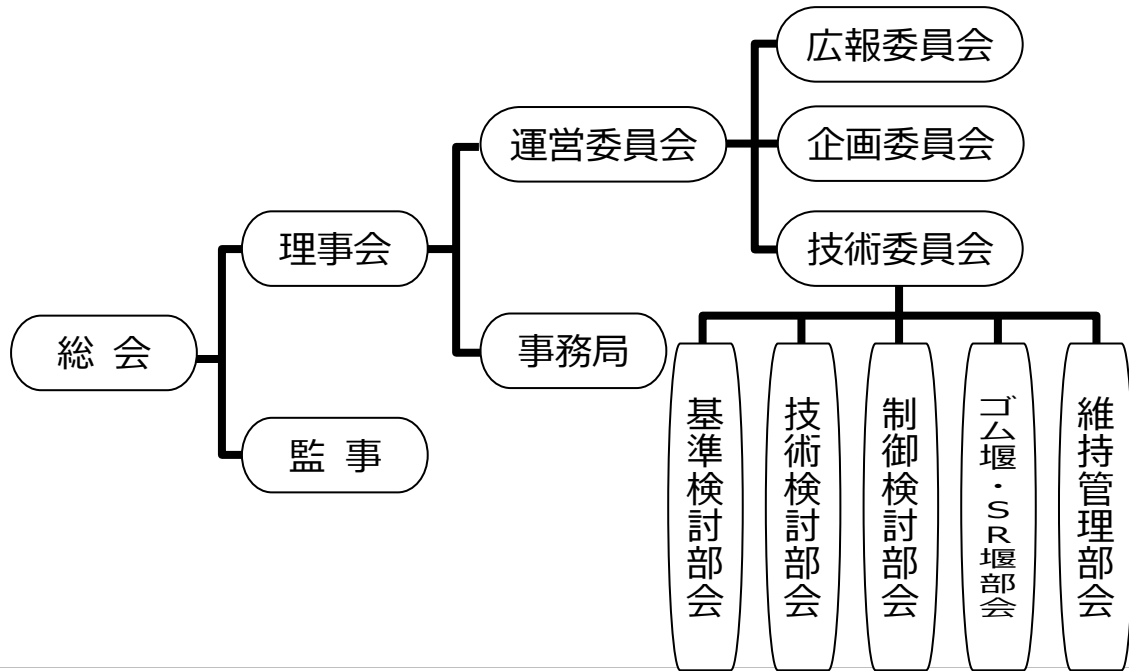 広報委員会
運営委員会
企画委員会
理事会
技術委員会
総 会
事務局
監 事
基準検討部会
技術検討部会
制御検討部会
ゴム堰・SR堰部会
維持管理部会